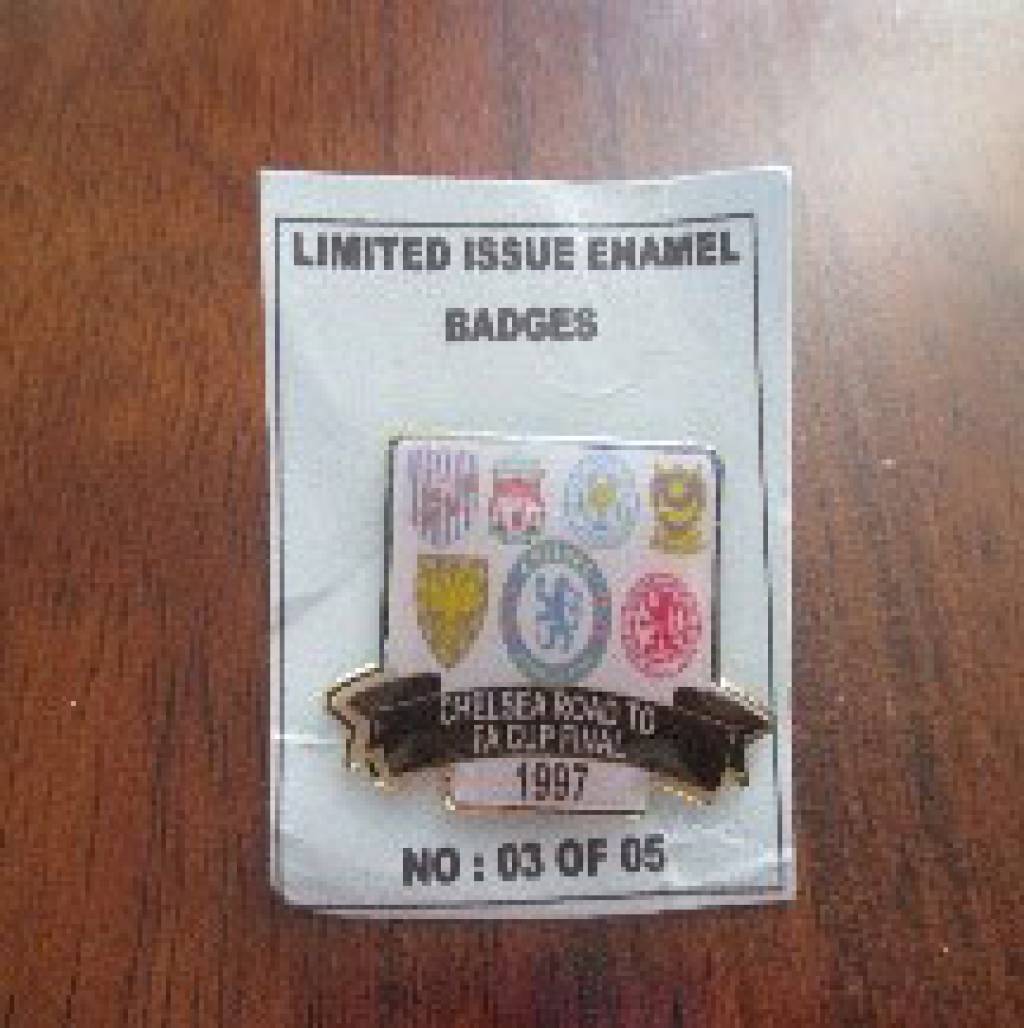 LIMITED ISSUE ENAMEL
BADGES
CHELSEA ROAD TO
FA CUP FINAL
1997
NO : 03 OF 05